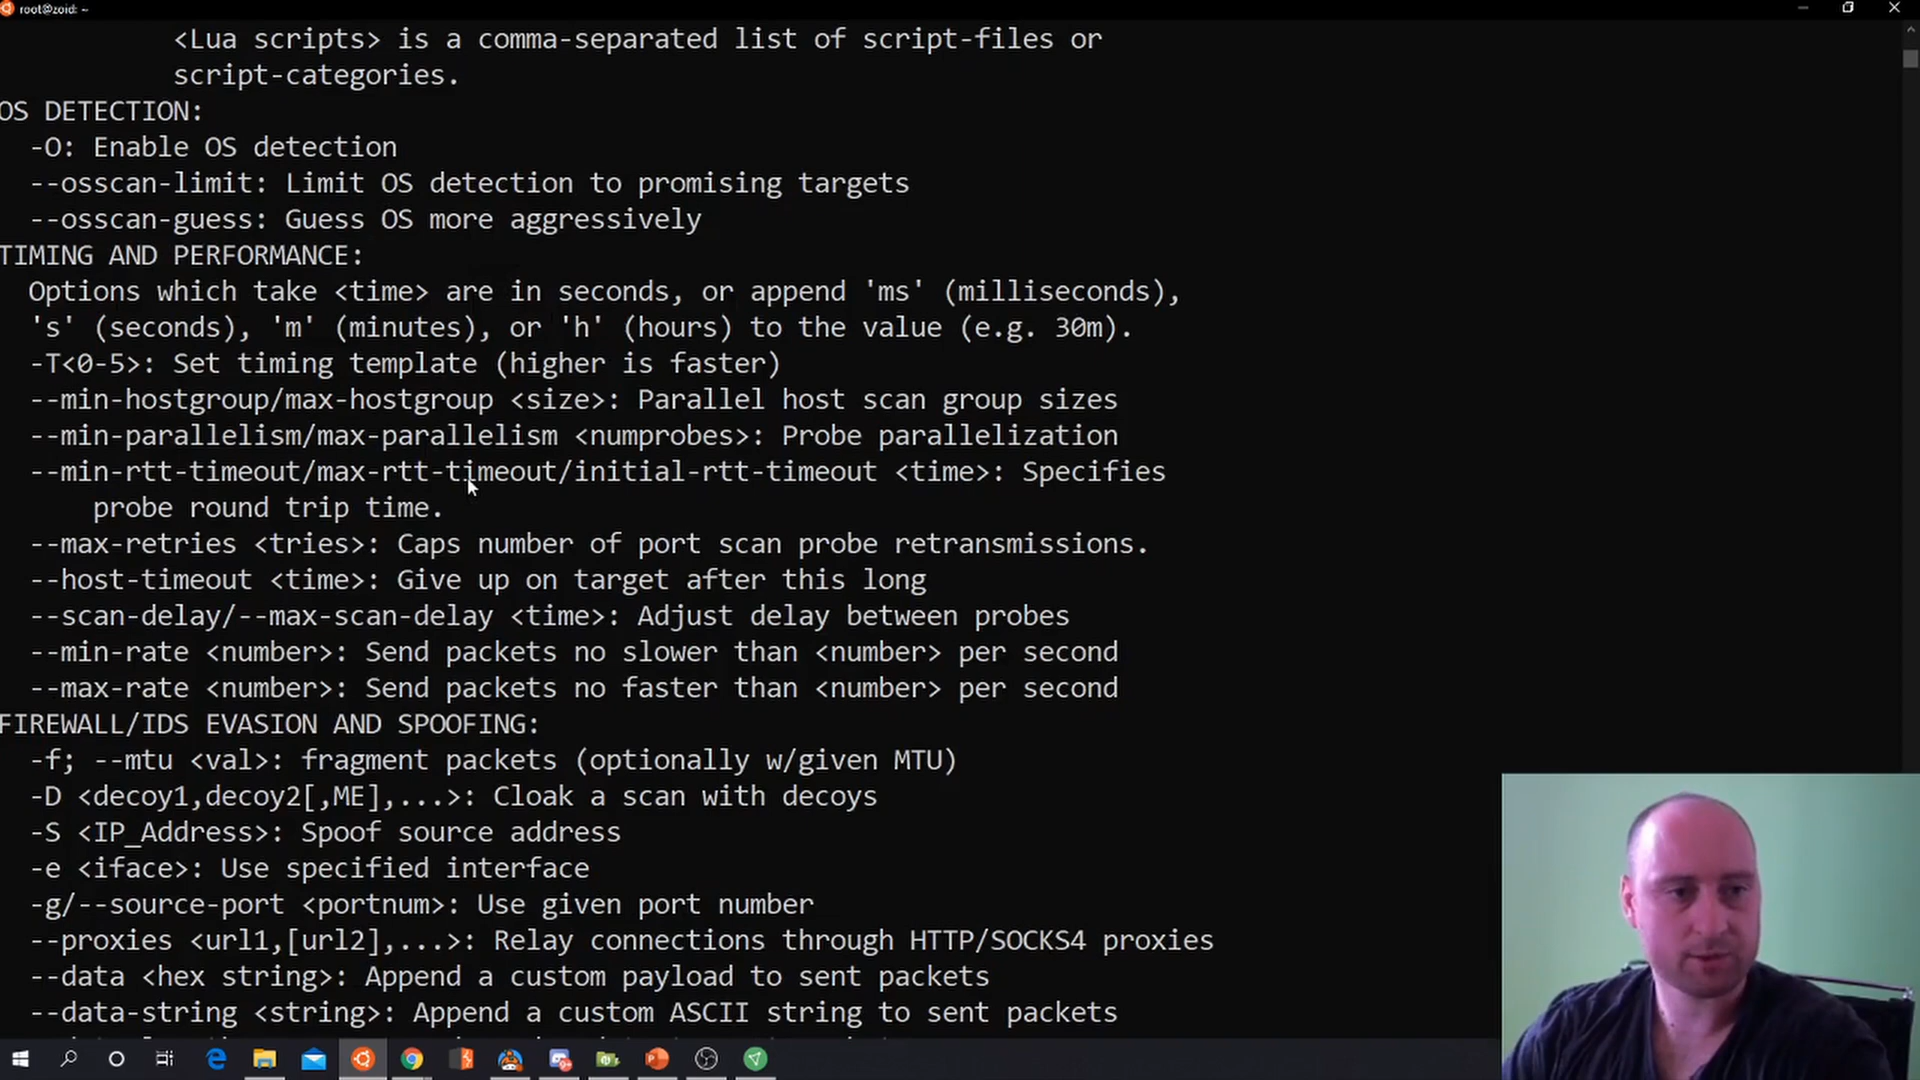 root@zoid: ~
<Lua scripts> is a comma-separated list of script-files or
script-categories.
OS DETECTION:
-O: Enable OS detection
--osscan-limit: Limit OS detection to promising targets
--osscan-guess: Guess OS more aggressively
TIMING AND PERFORMANCE:
Options which take <time> are in seconds, or append 'ms' (milliseconds),
's' (seconds), 'm' (minutes), or 'h' (hours) to the value (e.g. 30m).
-T<0-5>: Set timing template (higher is faster)
--min-hostgroup/max-hostgroup <size>: Parallel host scan group sizes
--min-parallelism/max-parallelism <numprobes>: Probe parallelization
--min-rtt-timeout/max-rtt-timeout/initial-rtt-timeout <time>: Specifies
probe round trip time.
--max-retries <tries>: Caps number of port scan probe retransmissions.
--host-timeout <time>: Give up on target after this long
--scan-delay/--max-scan-delay <time>: Adjust delay between probes
--min-rate <number>: Send packets no slower than <number> per second
--max-rate <number>: Send packets no faster than <number> per second
FIREWALL/IDS EVASION AND SPOOFING:
-f; --mtu <val>: fragment packets (optionally w/given MTU)
-D <decoy1,decoy2[,ME],...>: Cloak a scan with decoys
-S <IP_Address>: Spoof source address
-e <iface>: Use specified interface
-g/--source-port <portnum>: Use given port number
--proxies <url1,[url2],...>: Relay connections through HTTP/SOCKS4 proxies
--data <hex string>: Append a custom payload to sent packets
--data-string <string>: Append a custom ASCII string to sent packets